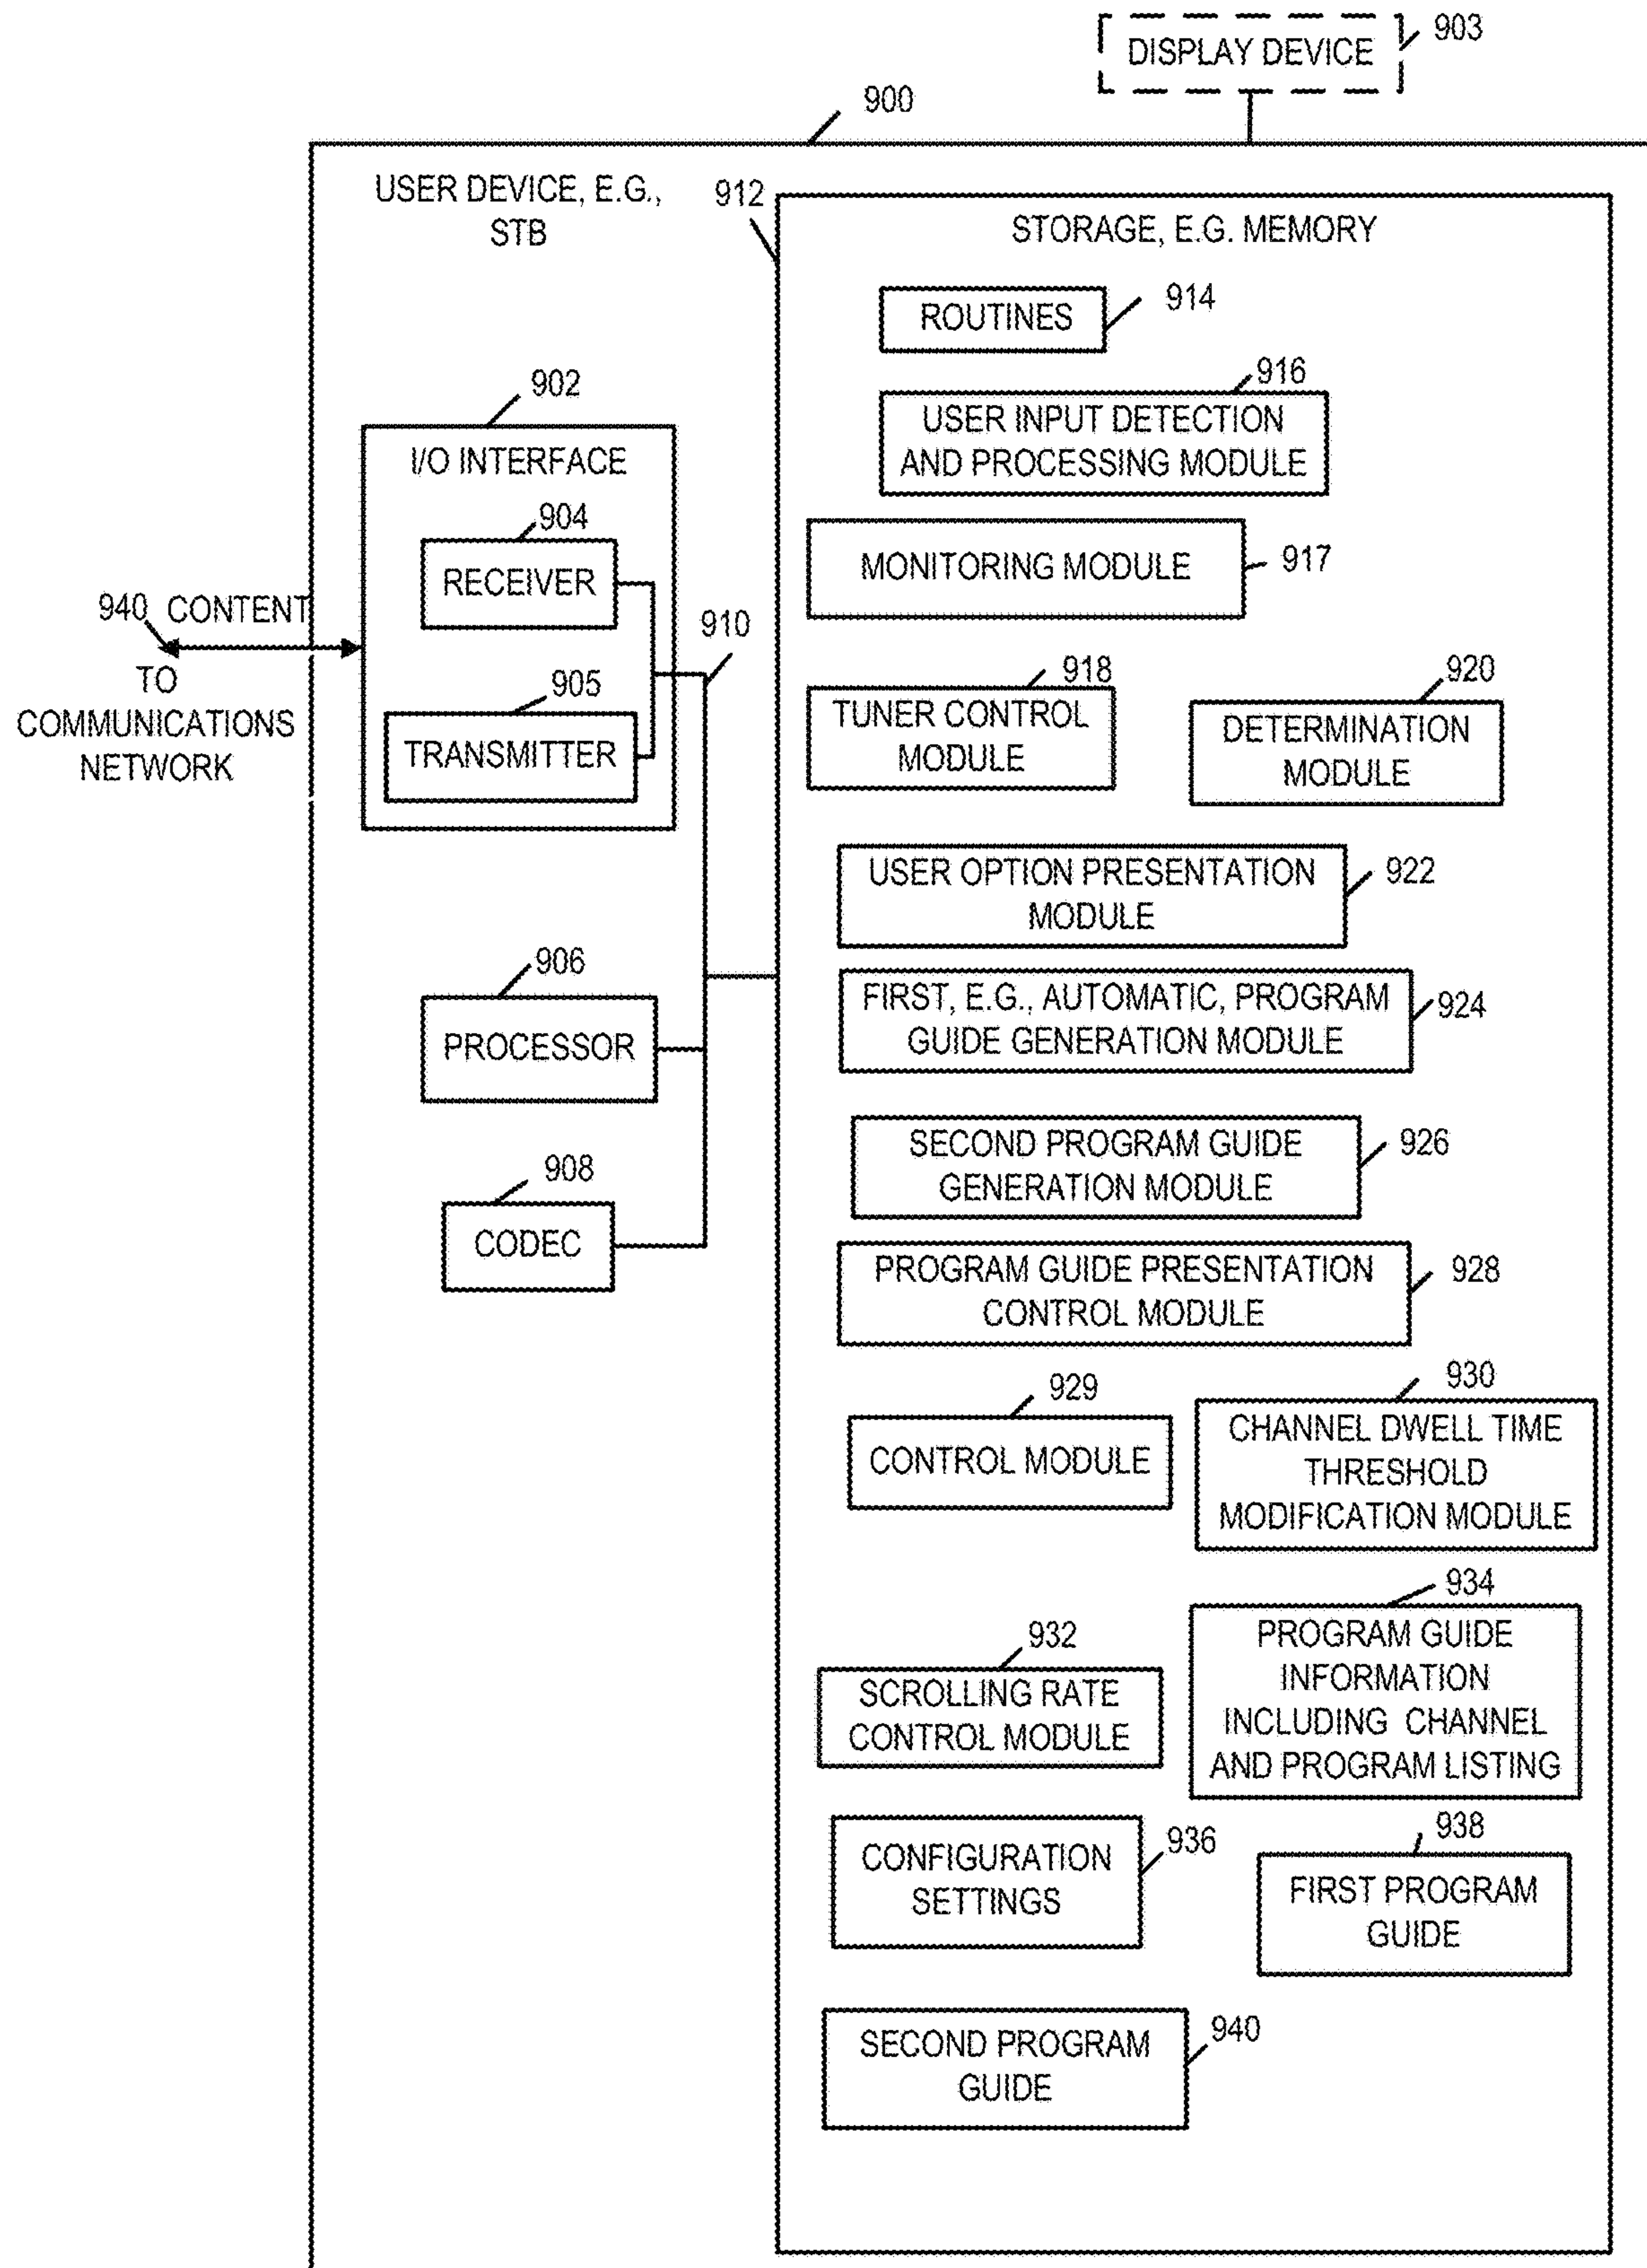 903
DISPLAY DEVICE
900
USER DEVICE, E.G.,
STB
912
STORAGE, E.G. MEMORY
ROUTINES
914
916
USER INPUT DETECTION
AND PROCESSING MODULE
902
I/O INTERFACE
904
RECEIVER
MONITORING MODULE
917
940
CONTENT
TO
COMMUNICATIONS
NETWORK
910
905
TRANSMITTER
918
TUNER CONTROL
MODULE
920
DETERMINATION
MODULE
USER OPTION PRESENTATION
MODULE
922
906
PROCESSOR
FIRST, E.G., AUTOMATIC, PROGRAM
GUIDE GENERATION MODULE
924
SECOND PROGRAM GUIDE
GENERATION MODULE
926
908
CODEC
PROGRAM GUIDE PRESENTATION
CONTROL MODULE
928
929
CONTROL MODULE
930
CHANNEL DWELL TIME
THRESHOLD
MODIFICATION MODULE
932
SCROLLING RATE
CONTROL MODULE
934
PROGRAM GUIDE
INFORMATION
INCLUDING CHANNEL
AND PROGRAM LISTING
CONFIGURATION
SETTINGS
936
938
FIRST PROGRAM
GUIDE
SECOND PROGRAM
GUIDE
940